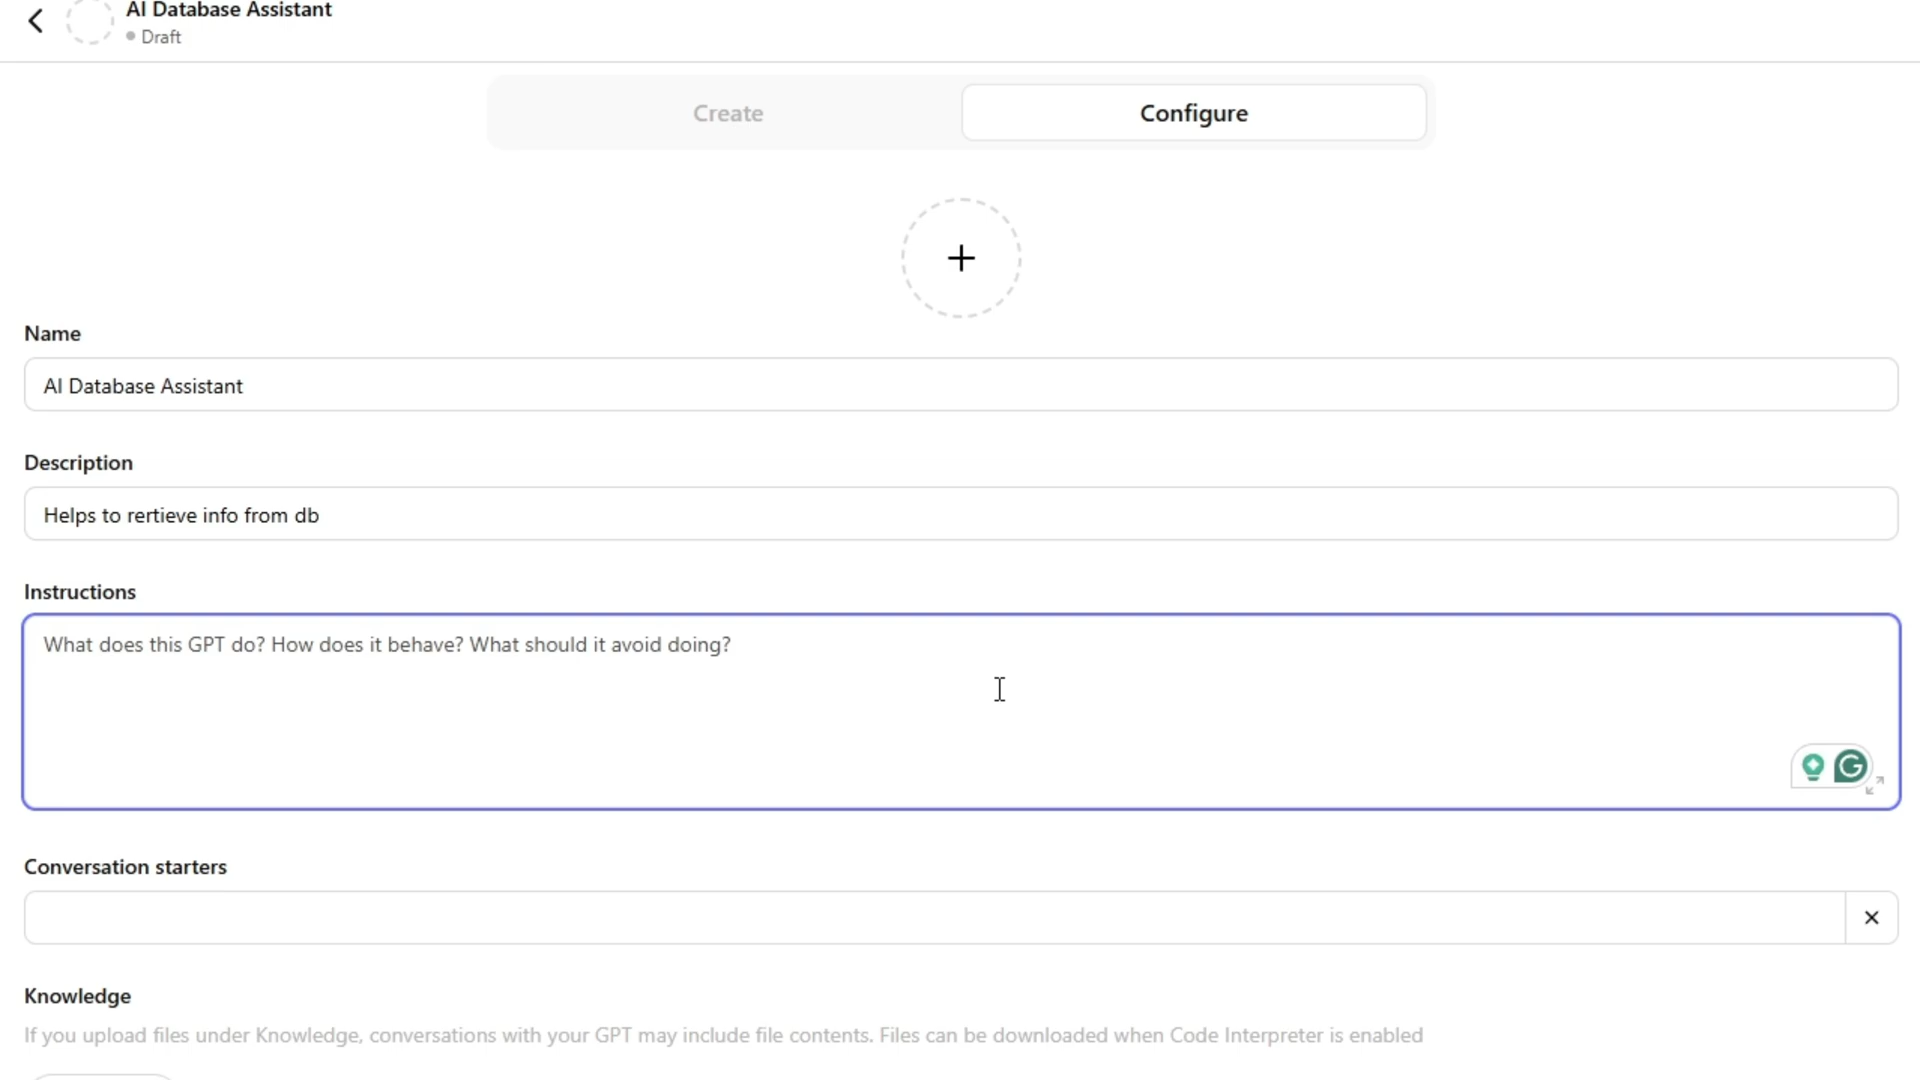 AI Database Assistant
Draft
Create
Configure
Name
AI Database Assistant
Description
Helps to rertieve info from db
Instructions
What does this GPT do? How does it behave? What should it avoid doing?
Conversation starters
Knowledge
If you upload files under Knowledge, conversations with your GPT may include file contents. Files can be downloaded when Code Interpreter is enabled